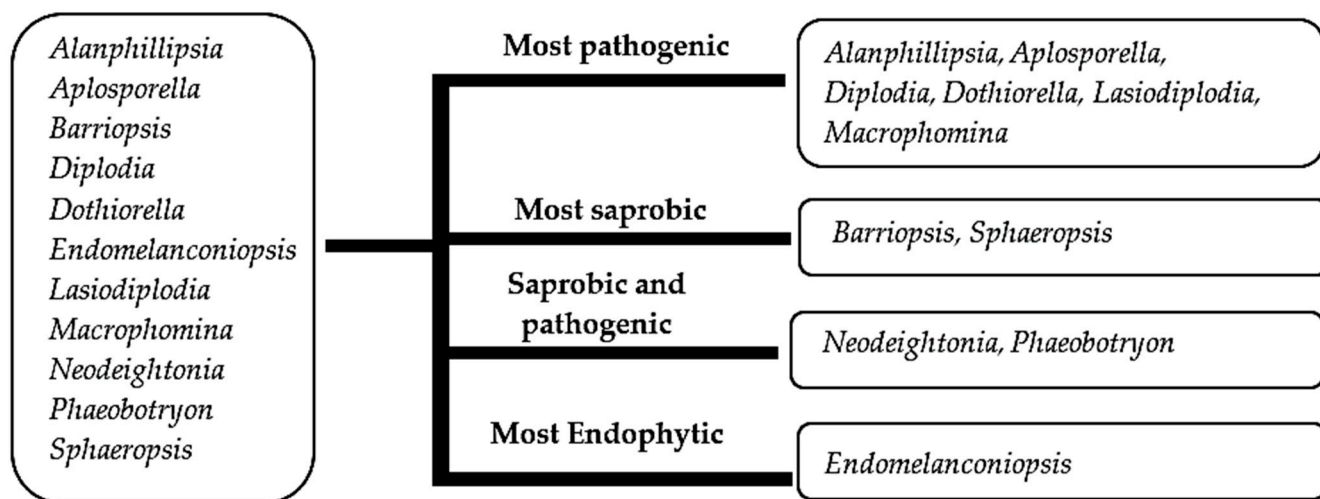 Alanphillipsia
Aplosporella
Barriopsis
Diplodia
Dothiorella
Endomelanconiopsis
Lasiodiplodia
Macrophomina
Neodeightonia
Phaeobotryon
Sphaeropsis
Most pathogenic
Alanphillipsia, Aplosporella,
Diplodia, Dothiorella, Lasiodiplodia,
Macrophomina
Most saprobic
Barriopsis, Sphaeropsis
Saprobic and
pathogenic
Neodeightonia, Phaeobotryon
Most Endophytic
Endomelanconiopsis